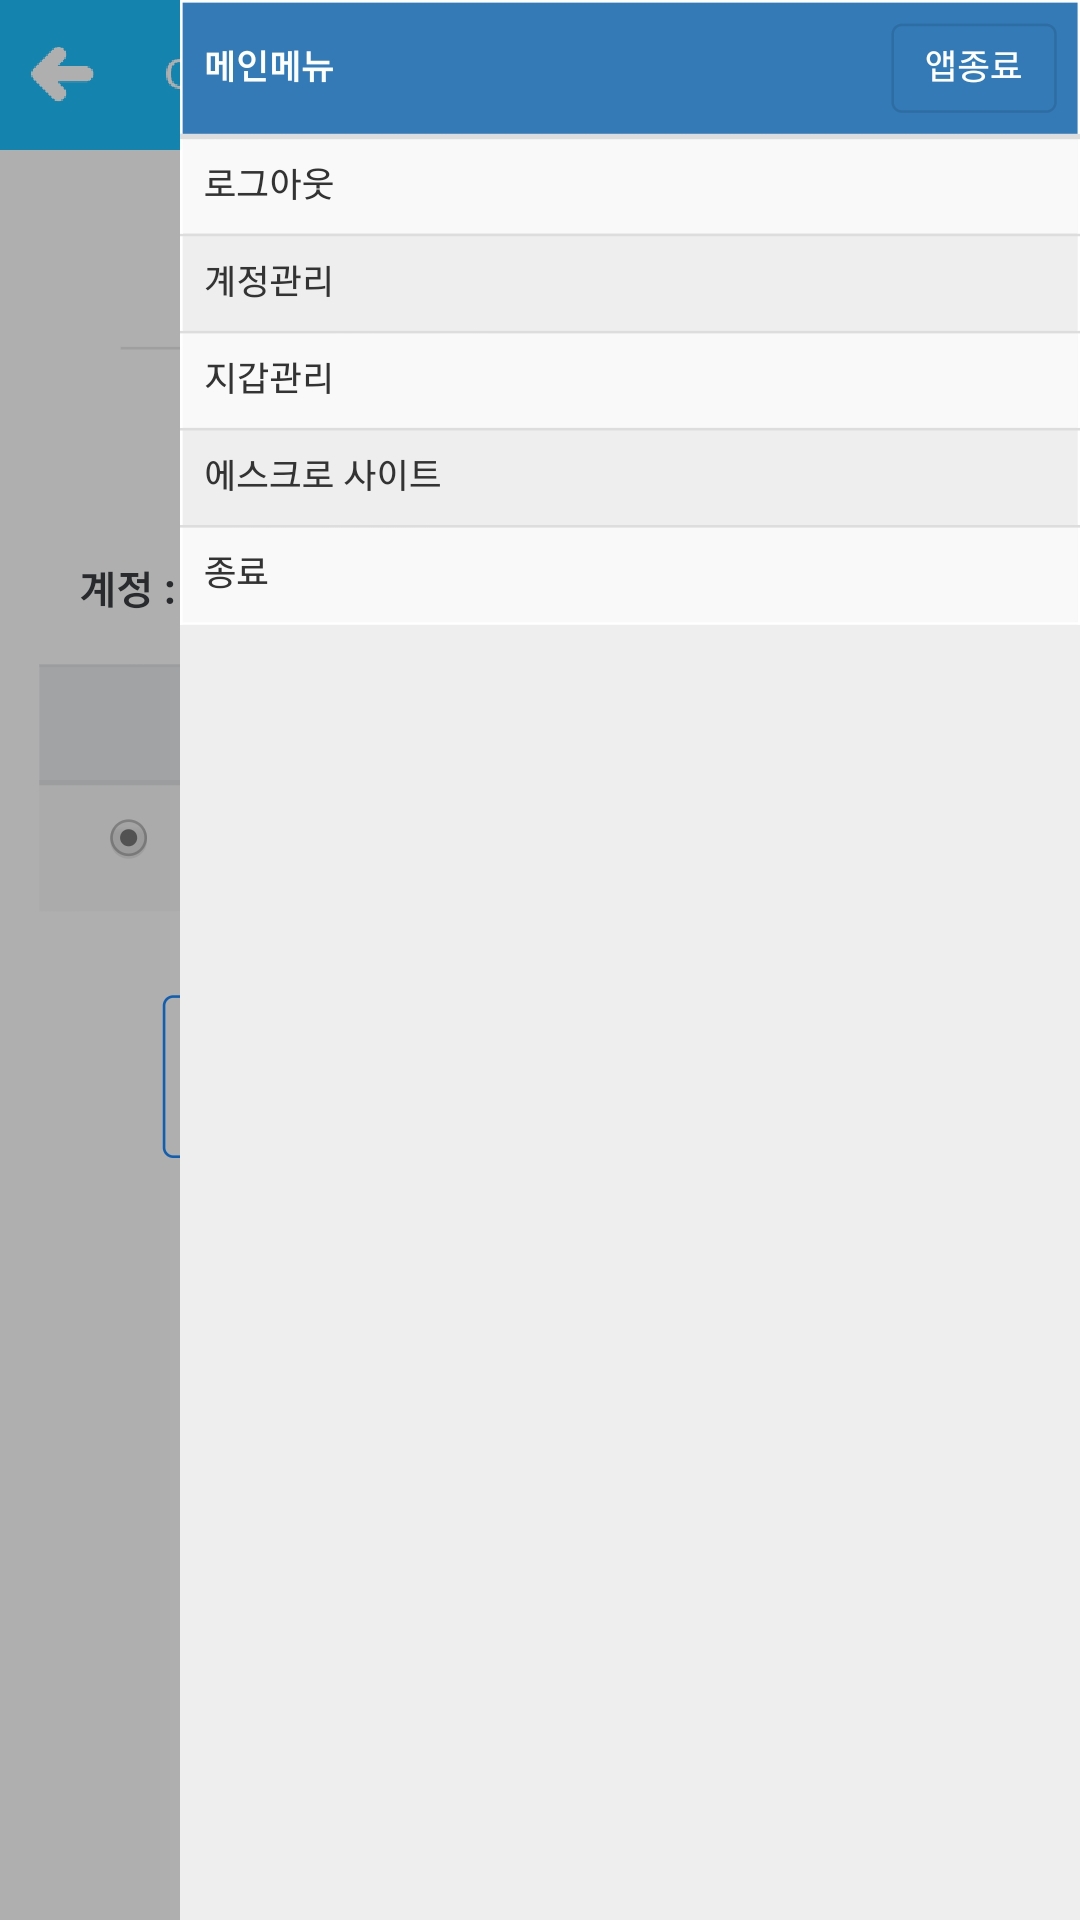 메인메뉴
앱종료
로그아웃
계정관리
지갑관리
에스크로 사이트
종료
계정 :